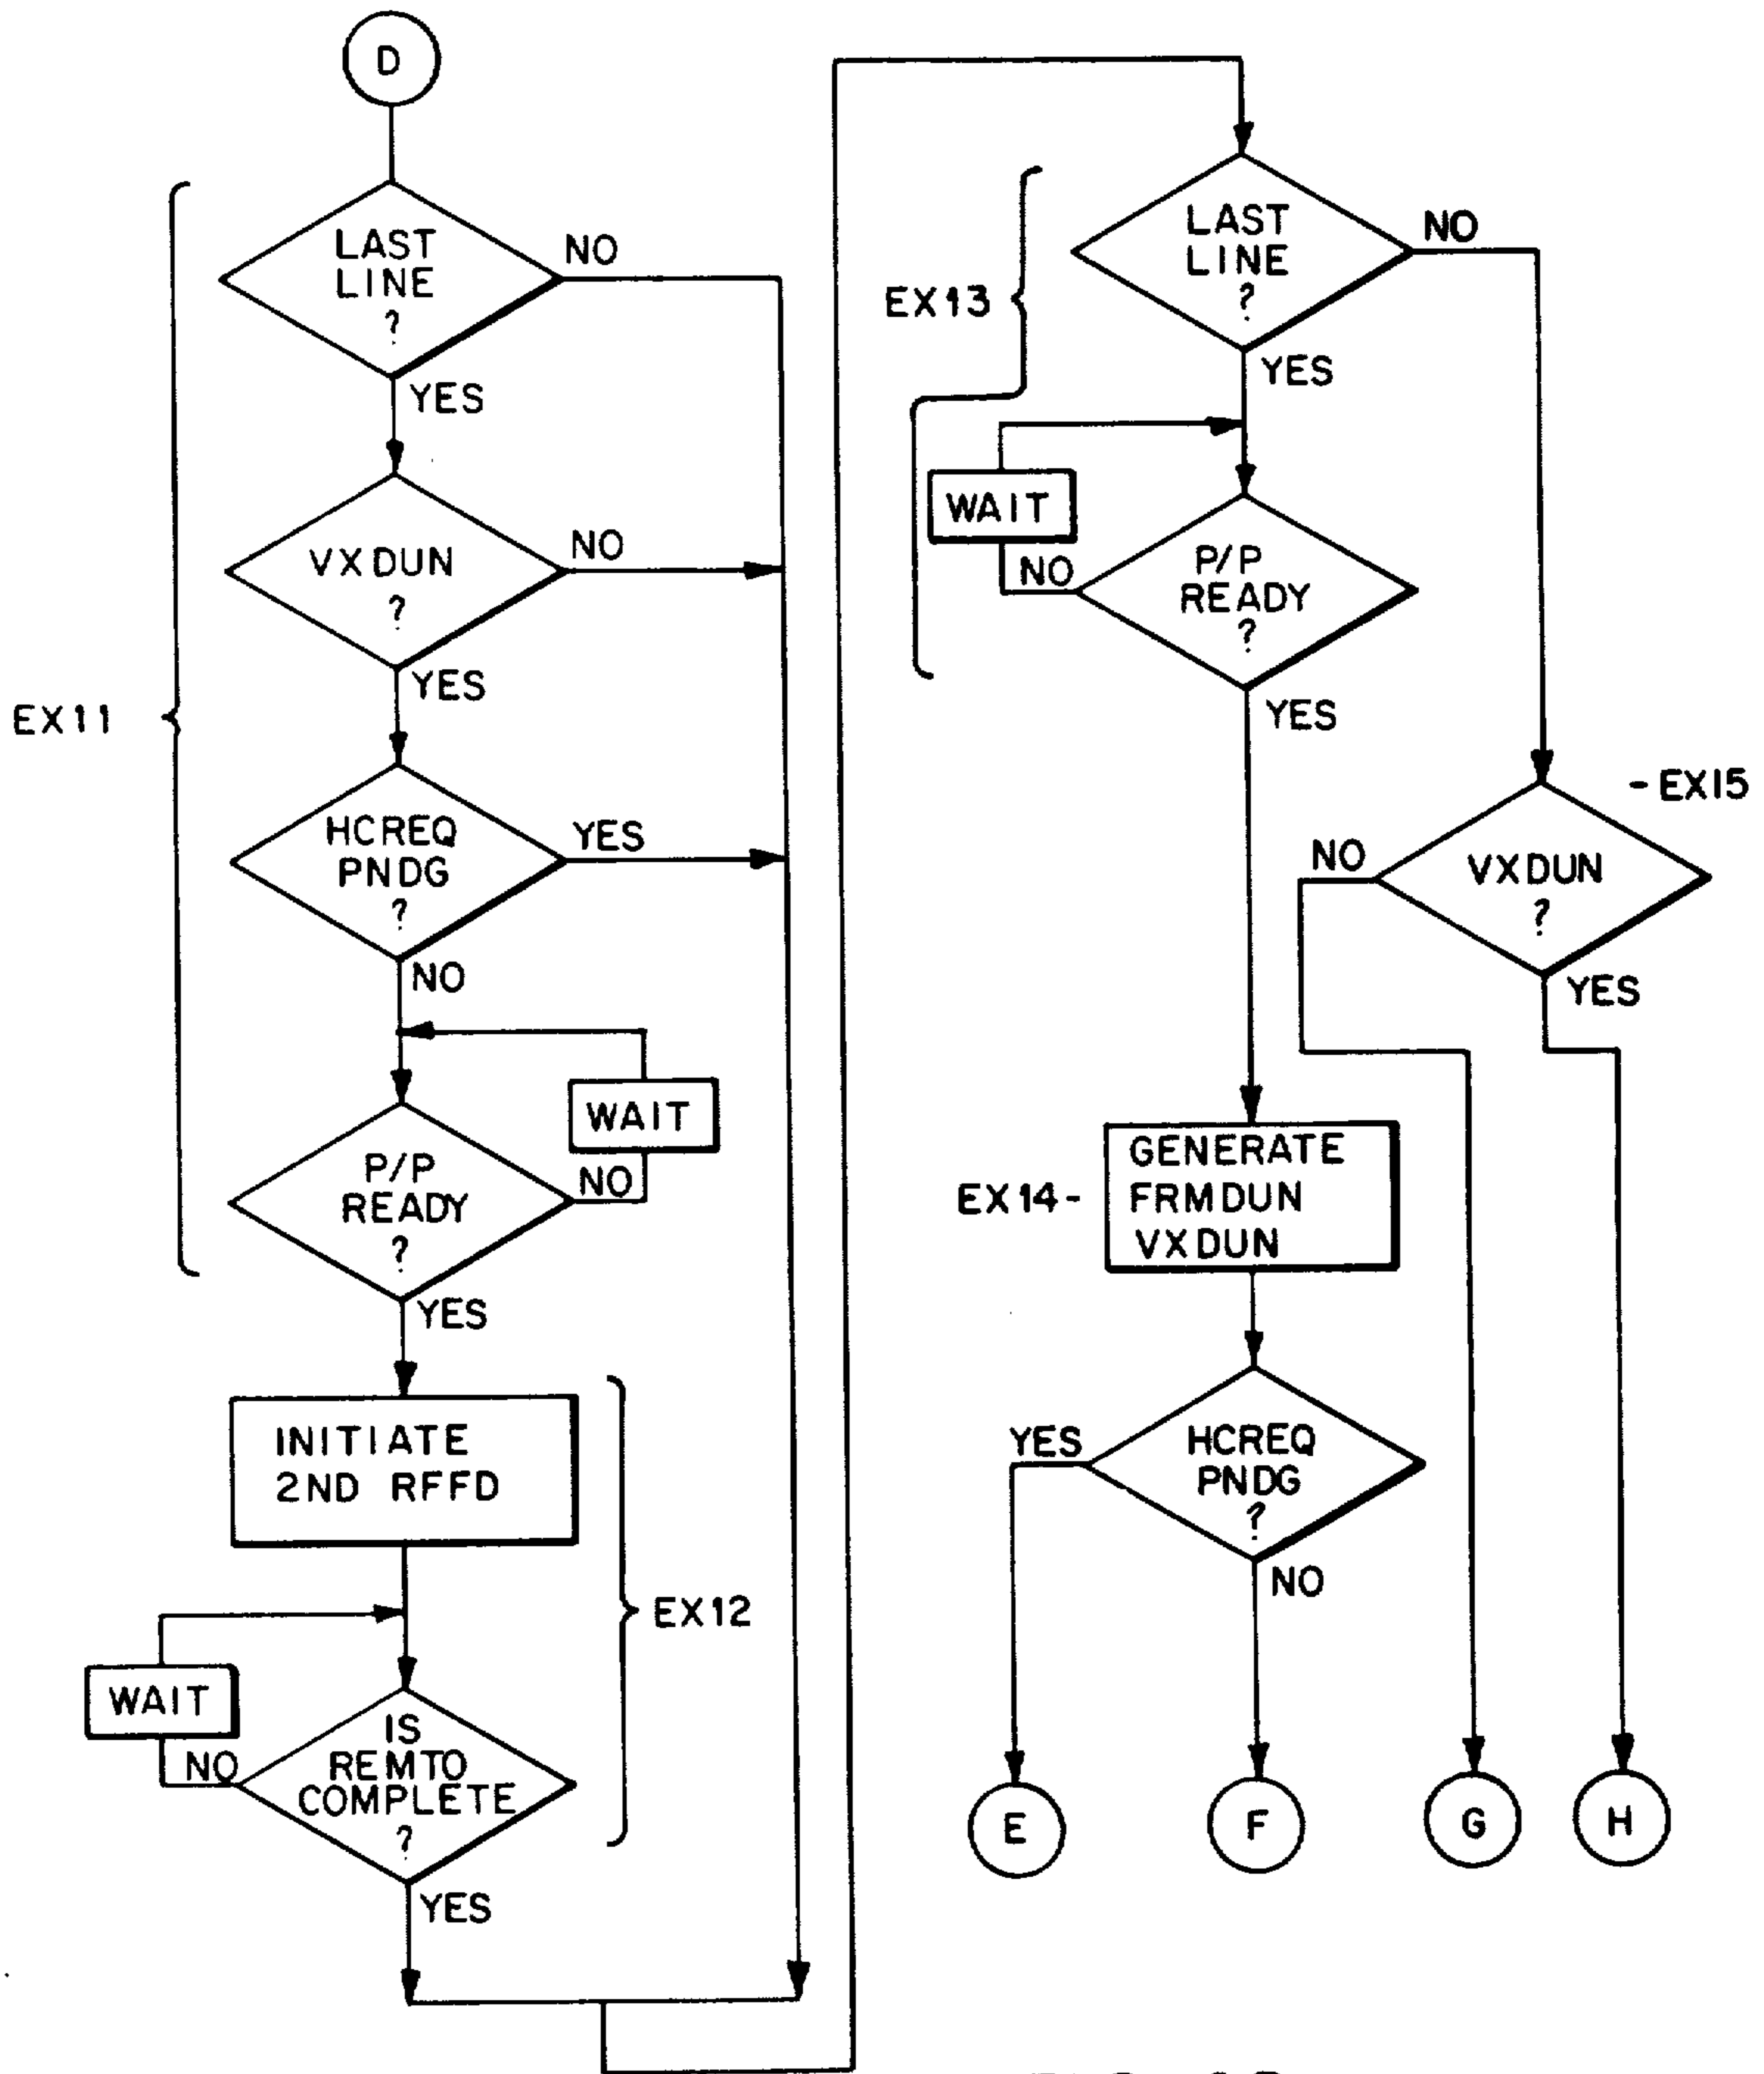 D
LAST
LINE
?
NO
YES
VXDUN
?
NO
YES
EX11
HCREQ
PNDG
?
YES
NO
WAIT
P/P
READY
?
NO
YES
INITIATE
2ND RFFD
EX12
WAIT
IS
REMTO
COMPLETE
?
NO
YES
LAST
LINE
?
NO
EX13
YES
WAIT
P/P
READY
?
NO
YES
-EX15
VXDUN
?
NO
YES
GENERATE
FRMDUN
VXDUN
EX14-
HCREQ
PNDG
?
YES
NO
E
F
G
H